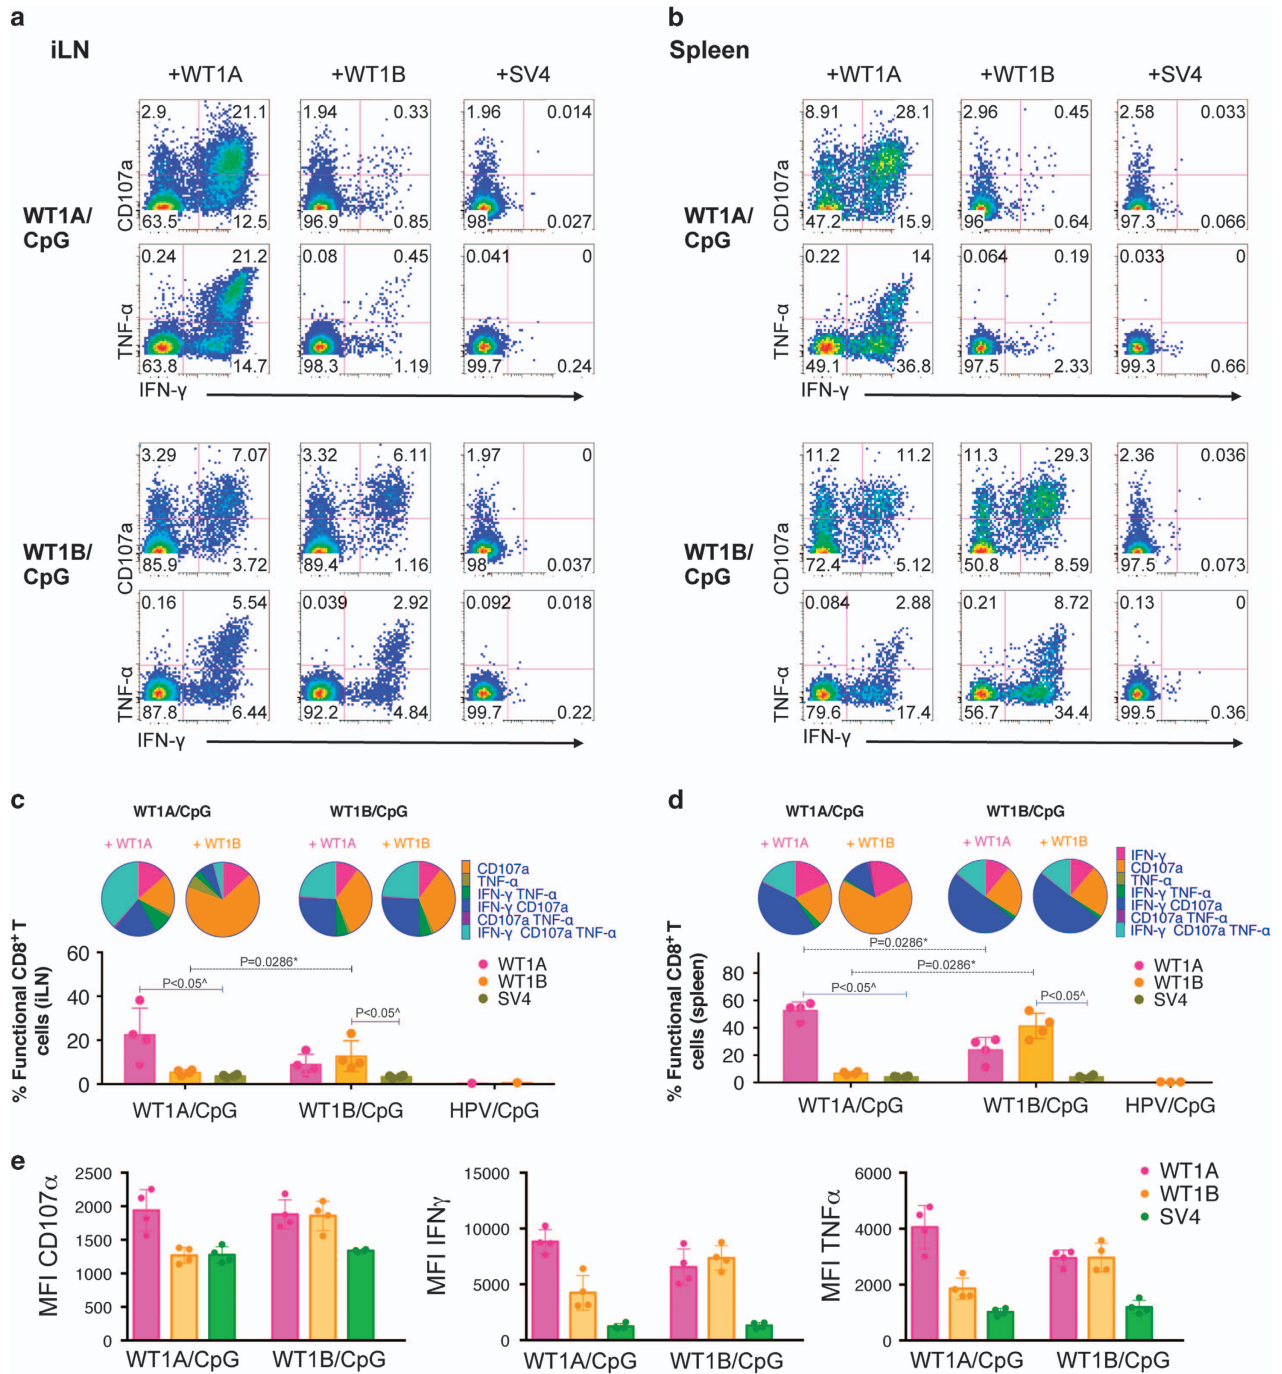 a
iLN
+WT1A +WT1B +SV4
WT1A/
CpG
CD107a
2.9 21.1
63.5 12.5
1.94 0.33
96.9 0.85
1.96 0.014
98 0.027
TNF-α
0.24 21.2
63.8 14.7
0.08 0.45
98.3 1.19
0.041 0
99.7 0.24
IFN-γ
WT1B/
CpG
CD107a
3.29 7.07
85.9 3.72
3.32 6.11
89.4 1.16
1.97 0
98 0.037
TNF-α
0.16 5.54
87.8 6.44
0.039 2.92
92.2 4.84
0.092 0.018
99.7 0.22
IFN-γ
b
Spleen
+WT1A +WT1B +SV4
WT1A/
CpG
CD107a
8.91 28.1
47.2 15.9
2.96 0.45
96 0.64
2.58 0.033
97.3 0.066
TNF-α
0.22 14
49.1 36.8
0.064 0.19
97.5 2.33
0.033 0
99.3 0.66
IFN-γ
WT1B/
CpG
CD107a
11.2 11.2
72.4 5.12
11.3 29.3
50.8 8.59
2.36 0.036
97.5 0.073
TNF-α
0.084 2.88
79.6 17.4
0.21 8.72
56.7 34.4
0.13 0
99.5 0.36
IFN-γ
c
WT1A/CpG WT1B/CpG
+ WT1A + WT1B + WT1A + WT1B
CD107a
TNF-α
IFN-γ TNF-α
IFN-γ CD107a
CD107a TNF-α
IFN-γ CD107a TNF-α
% Functional CD8+ T
cells (iLN)
60
40
20
0
P=0.0286*
P<0.05^
P<0.05^
WT1A
WT1B
SV4
WT1A/CpG WT1B/CpG HPV/CpG
d
WT1A/CpG WT1B/CpG
+ WT1A + WT1B + WT1A + WT1B
IFN-γ
CD107a
TNF-α
IFN-γ TNF-α
IFN-γ CD107a
CD107a TNF-α
IFN-γ CD107a TNF-α
% Functional CD8+ T
cells (spleen)
80
60
40
20
0
P=0.0286*
P=0.0286*
P<0.05^
P<0.05^
WT1A
WT1B
SV4
WT1A/CpG WT1B/CpG HPV/CpG
e
MFI CD107α
2500
2000
1500
1000
500
0
WT1A/CpG WT1B/CpG
MFI IFNγ
15000
10000
5000
0
WT1A/CpG WT1B/CpG
MFI TNFα
6000
4000
2000
0
WT1A/CpG WT1B/CpG
WT1A
WT1B
SV4